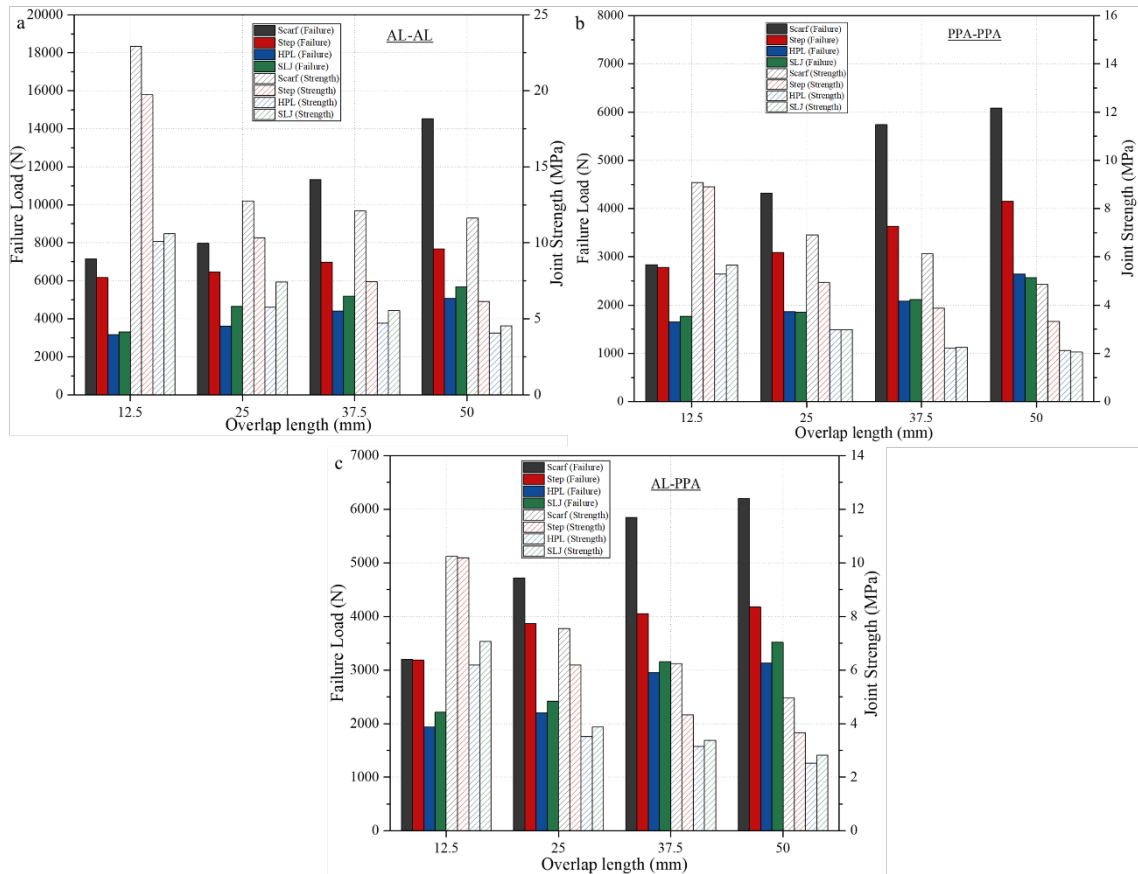 a
AL-AL
Scarf (Failure)
Step (Failure)
HPL (Failure)
SLJ (Failure)
Scarf (Strength)
Step (Strength)
HPL (Strength)
SLJ (Strength)
Failure Load (N)
20000
18000
16000
14000
12000
10000
8000
6000
4000
2000
0
25
20
15
10
5
0
Joint Strength (MPa)
12.5 25 37.5 50
Overlap length (mm)
b
PPA-PPA
Scarf (Failure)
Step (Failure)
HPL (Failure)
SLJ (Failure)
Scarf (Strength)
Step (Strength)
HPL (Strength)
SLJ (Strength)
Failure Load (N)
8000
7000
6000
5000
4000
3000
2000
1000
0
16
14
12
10
8
6
4
2
0
Joint Strength (MPa)
12.5 25 37.5 50
Overlap length (mm)
c
AL-PPA
Scarf (Failure)
Step (Failure)
HPL (Failure)
SLJ (Failure)
Scarf (Strength)
Step (Strength)
HPL (Strength)
SLJ (Strength)
Failure Load (N)
7000
6000
5000
4000
3000
2000
1000
0
14
12
10
8
6
4
2
0
Joint Strength (MPa)
12.5 25 37.5 50
Overlap length (mm)